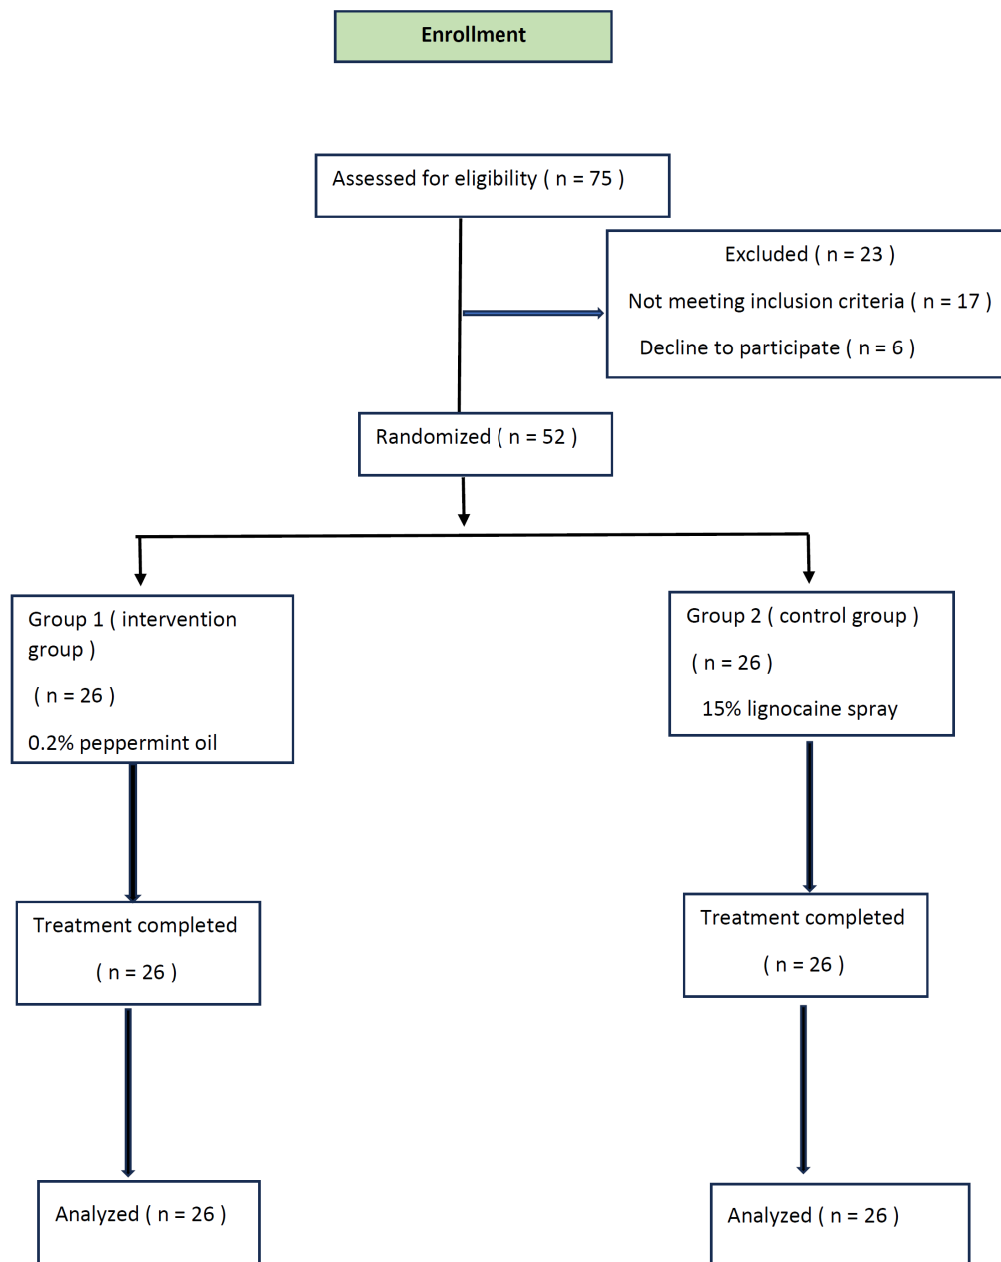 Enrollment
Assessed for eligibility ( n = 75 )
Excluded ( n = 23 )
Not meeting inclusion criteria ( n = 17 )
Decline to participate ( n = 6 )
Randomized ( n = 52 )
Group 1 ( intervention
group )
( n = 26 )
0.2% peppermint oil
Group 2 ( control group )
( n = 26 )
15% lignocaine spray
Treatment completed
( n = 26 )
Treatment completed
( n = 26 )
Analyzed ( n = 26 )
Analyzed ( n = 26 )